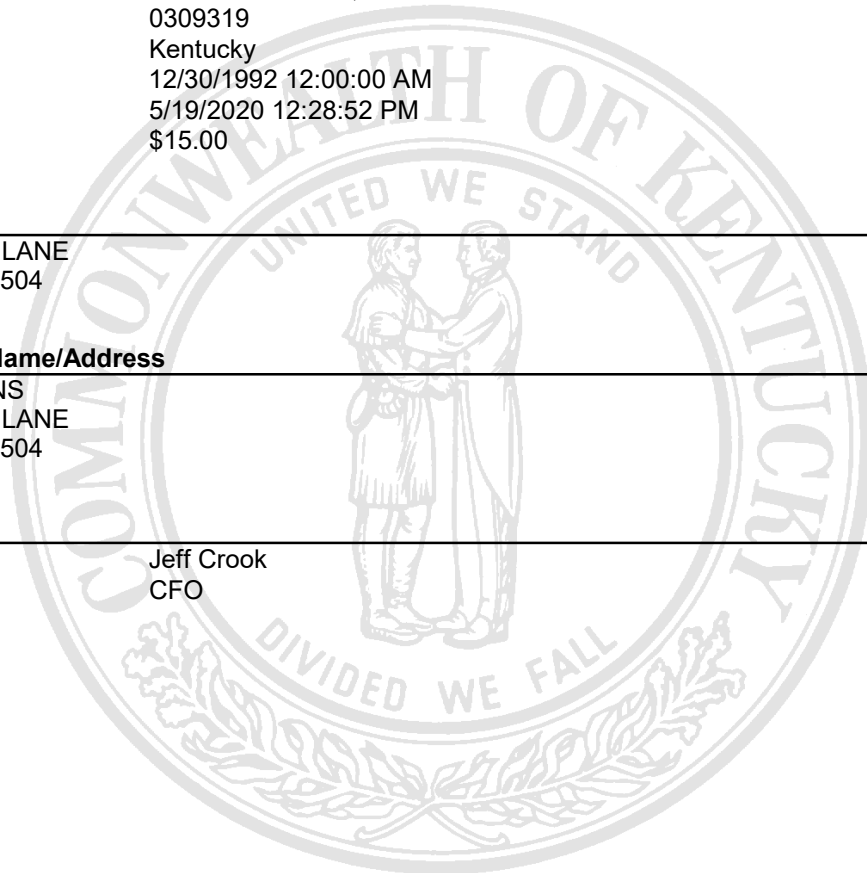 0309319
Kentucky
12/30/1992 12:00:00 AM
5/19/2020 12:28:52 PM
$15.00
COMMONWEALTH OF KENTUCKY
UNITED WE STAND
LANE
504
Name/Address
NS
LANE
504
Jeff Crook
CFO
DIVIDED WE FALL